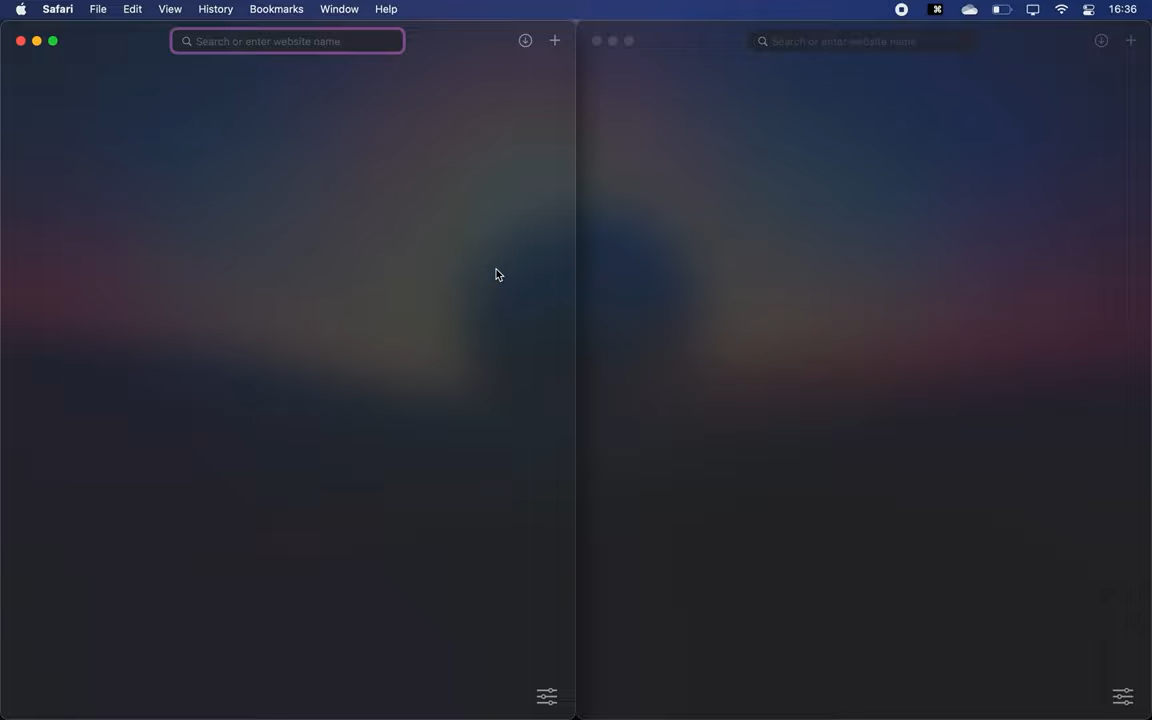 Safari File Edit View History Bookmarks Window Help 16:36
Search or enter website name
Search or enter website name